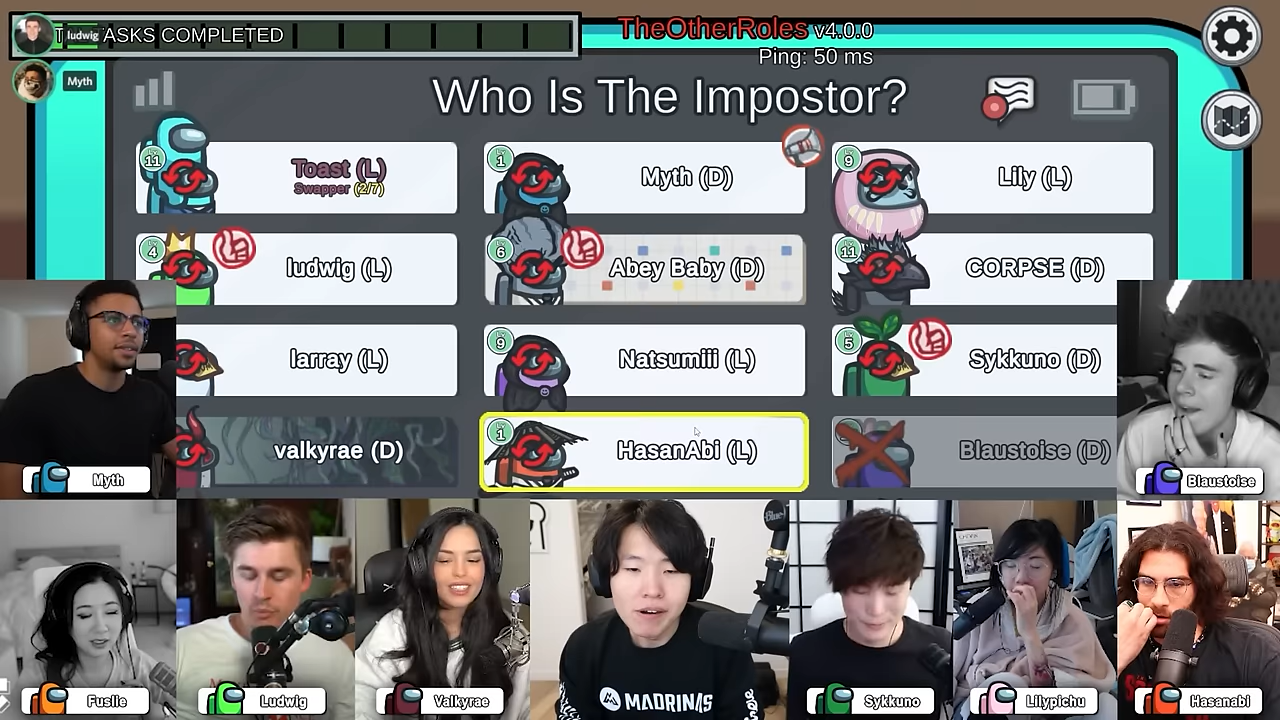 TASKS COMPLETED
ludwig
TheOtherRoles v4.0.0
Ping: 50 ms
Myth
Who Is The Impostor?
11
Toast (L)
Swapper (2/7)
1
Myth (D)
9
Lily (L)
4
ludwig (L)
6
Abey Baby (D)
11
CORPSE (D)
larray (L)
9
Natsumiii (L)
5
Sykkuno (D)
valkyrae (D)
1
HasanAbi (L)
Blaustoise (D)
Myth
Blaustoise
Blue
MADRINAS
Fuslie
Ludwig
Valkyrae
Sykkuno
Lilypichu
Hasanabi